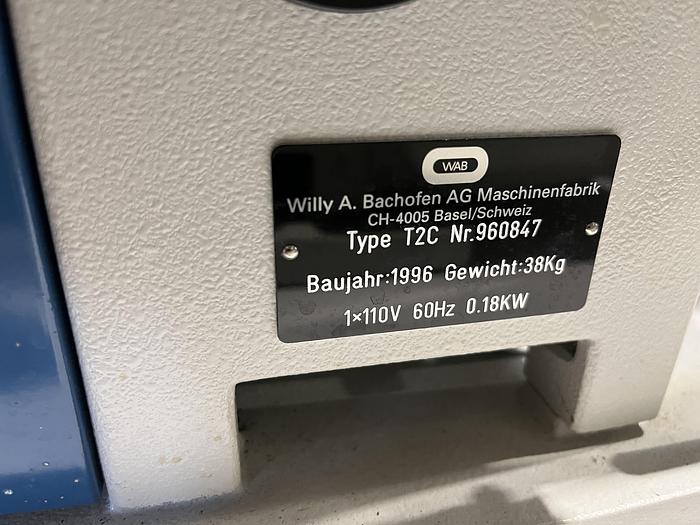 WAB
Willy A. Bachofen AG Maschinenfabrik
CH-4005 Basel/Schweiz
Type T2C Nr.960847
Baujahr:1996 Gewicht:38Kg
1×110V 60Hz 0.18KW